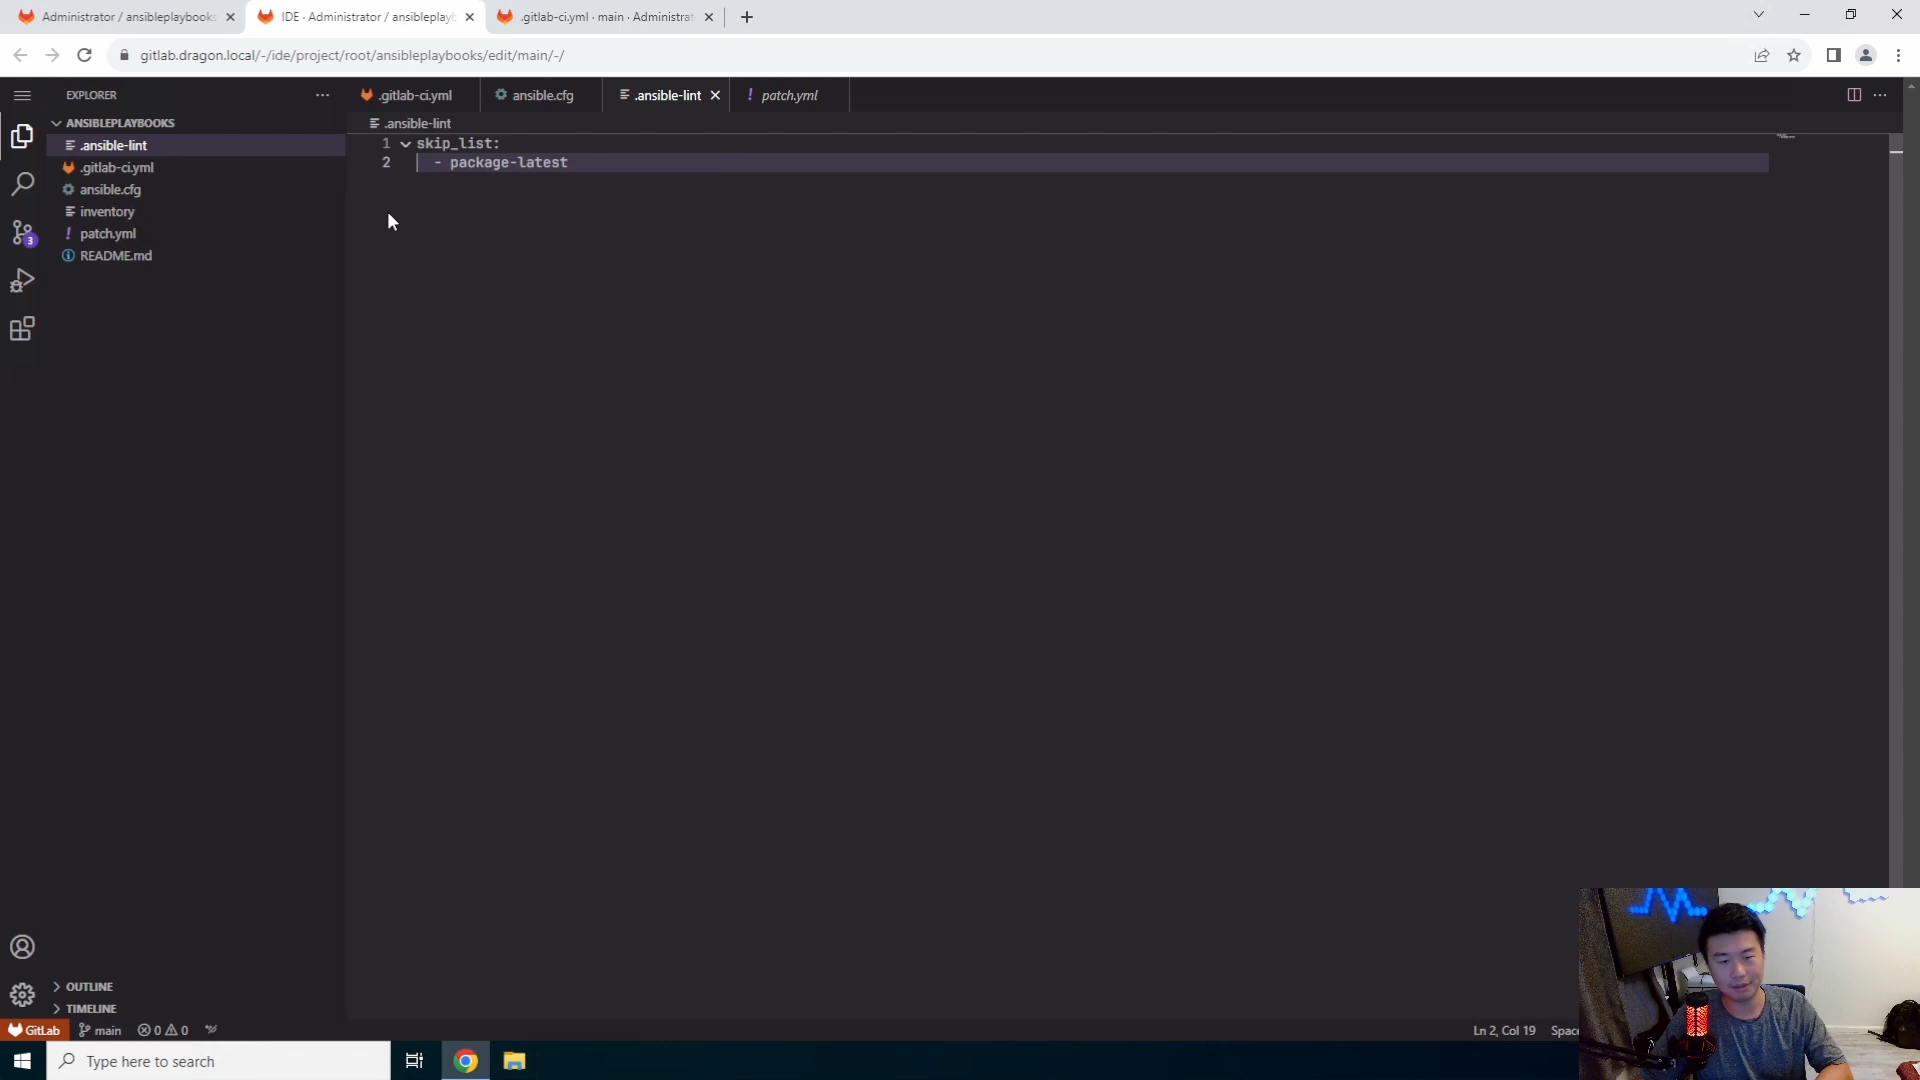 Administrator / ansibleplaybooks
IDE · Administrator / ansibleplayb
.gitlab-ci.yml · main · Administrat
gitlab.dragon.local/-/ide/project/root/ansibleplaybooks/edit/main/-/
EXPLORER
.gitlab-ci.yml
ansible.cfg
.ansible-lint
patch.yml
ANSIBLEPLAYBOOKS
.ansible-lint
.gitlab-ci.yml
ansible.cfg
inventory
patch.yml
README.md
3
.ansible-lint
1 skip_list:
2 - package-latest
OUTLINE
TIMELINE
GitLab main 0 0 Ln 2, Col 19 Space
Type here to search